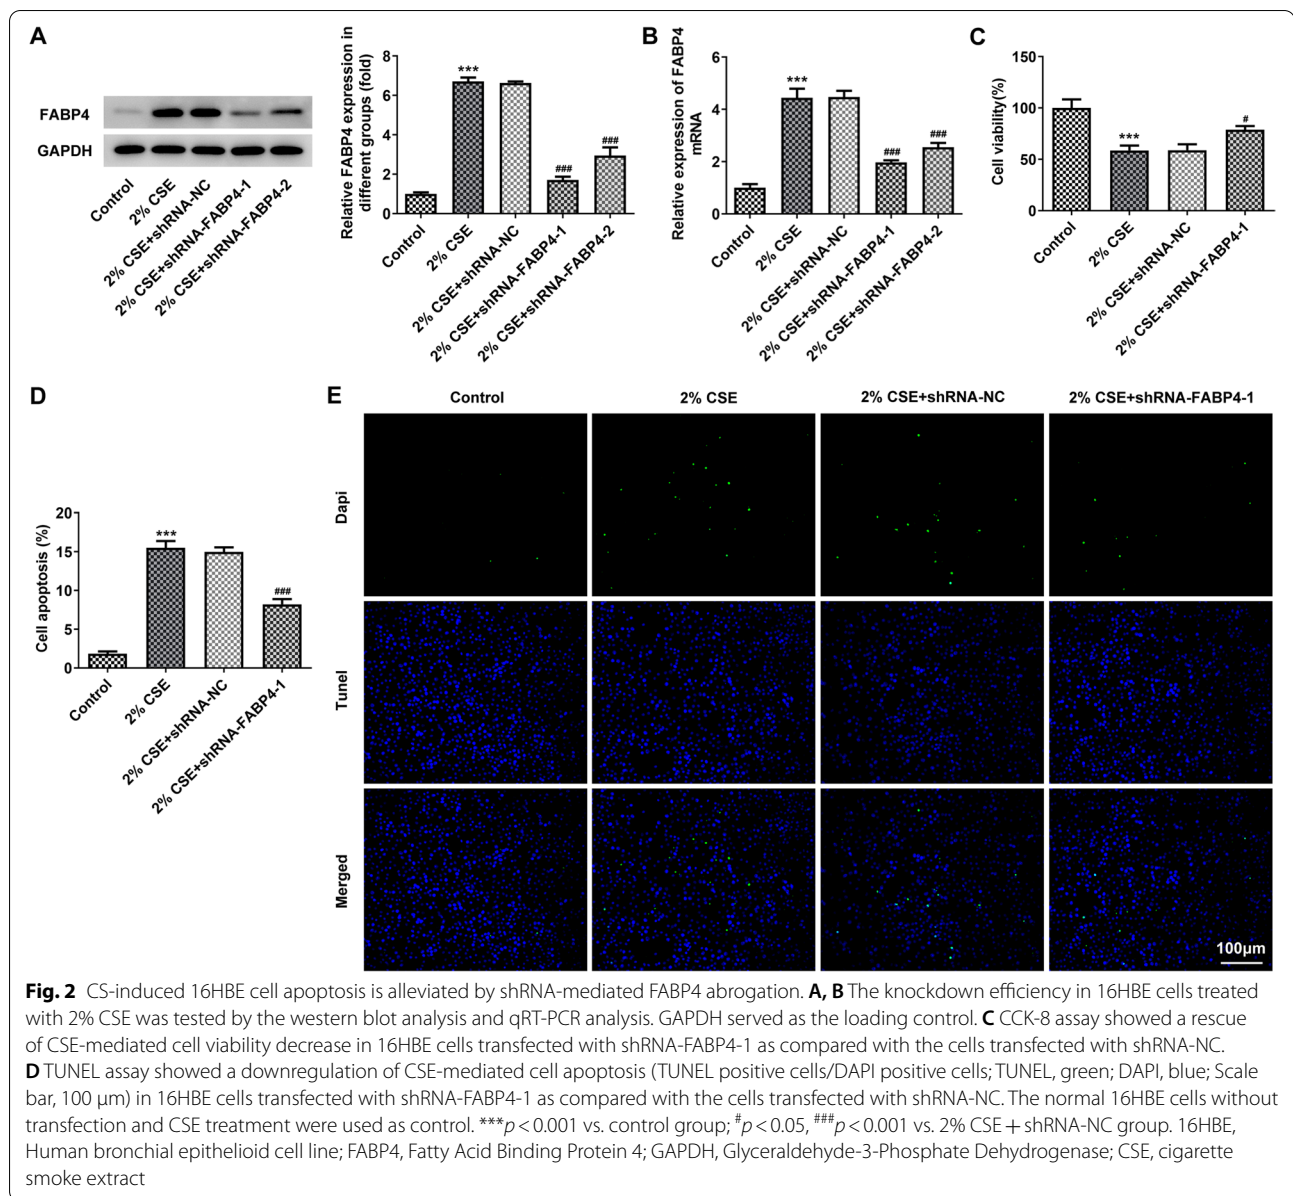 A
FABP4
GAPDH
Control
2% CSE
2% CSE+shRNA-NC
2% CSE+shRNA-FABP4-1
2% CSE+shRNA-FABP4-2
Relative FABP4 expression in
different groups (fold)
8
6
4
2
0
***
###
###
Control
2% CSE
2% CSE+shRNA-NC
2% CSE+shRNA-FABP4-1
2% CSE+shRNA-FABP4-2
B
Relative expression of FABP4
mRNA
6
4
2
0
***
###
###
Control
2% CSE
2% CSE+shRNA-NC
2% CSE+shRNA-FABP4-1
2% CSE+shRNA-FABP4-2
C
Cell viability(%)
150
100
50
0
***
#
Control
2% CSE
2% CSE+shRNA-NC
2% CSE+shRNA-FABP4-1
D
Cell apoptosis (%)
20
15
10
5
0
***
###
Control
2% CSE
2% CSE+shRNA-NC
2% CSE+shRNA-FABP4-1
E
Control
2% CSE
2% CSE+shRNA-NC
2% CSE+shRNA-FABP4-1
Dapi
Tunel
Merged
100μm
Fig. 2 CS-induced 16HBE cell apoptosis is alleviated by shRNA-mediated FABP4 abrogation. A, B The knockdown efficiency in 16HBE cells treated
with 2% CSE was tested by the western blot analysis and qRT-PCR analysis. GAPDH served as the loading control. C CCK-8 assay showed a rescue
of CSE-mediated cell viability decrease in 16HBE cells transfected with shRNA-FABP4-1 as compared with the cells transfected with shRNA-NC.
D TUNEL assay showed a downregulation of CSE-mediated cell apoptosis (TUNEL positive cells/DAPI positive cells; TUNEL, green; DAPI, blue; Scale
bar, 100 μm) in 16HBE cells transfected with shRNA-FABP4-1 as compared with the cells transfected with shRNA-NC. The normal 16HBE cells without
transfection and CSE treatment were used as control. ***p < 0.001 vs. control group; #p < 0.05, ###p < 0.001 vs. 2% CSE + shRNA-NC group. 16HBE,
Human bronchial epithelioid cell line; FABP4, Fatty Acid Binding Protein 4; GAPDH, Glyceraldehyde-3-Phosphate Dehydrogenase; CSE, cigarette
smoke extract